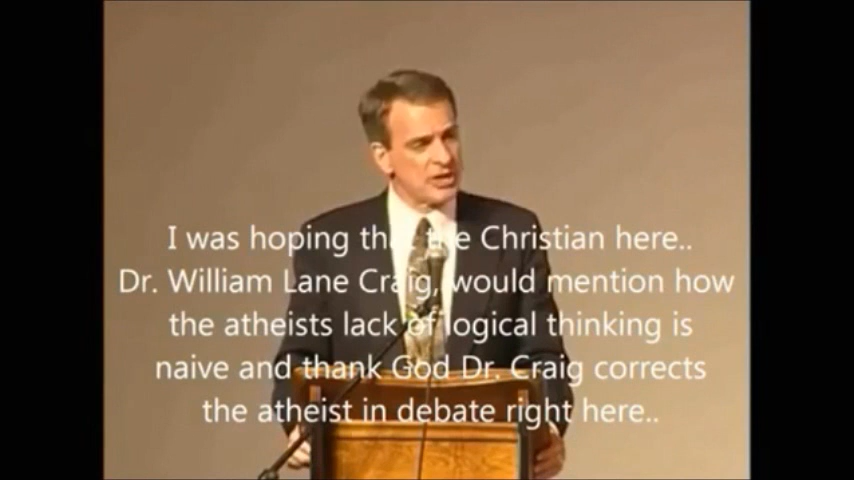 I was hoping that the Christian here..
Dr. William Lane Craig, would mention how
the atheists lack of logical thinking is
naive and thank God Dr. Craig corrects
the atheist in debate right here..